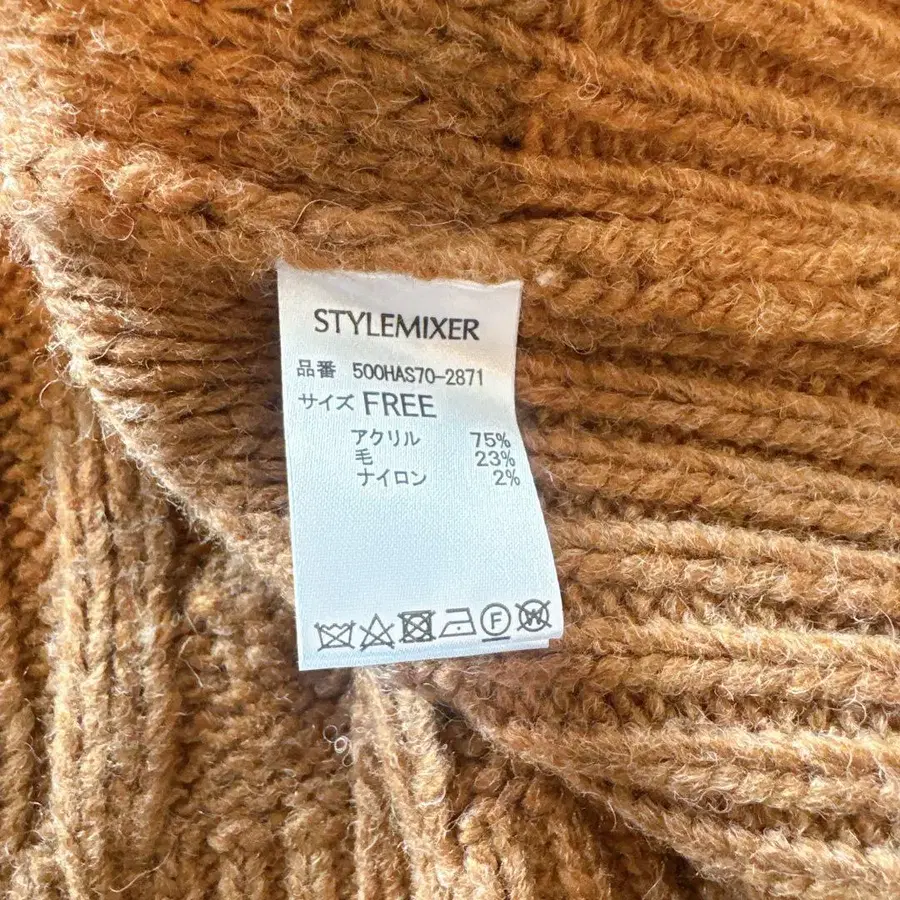 STYLEMIXER
品番 500HAS70-2871
サイズ FREE
アクリル 75%
毛 23%
ナイロン 2%
F W